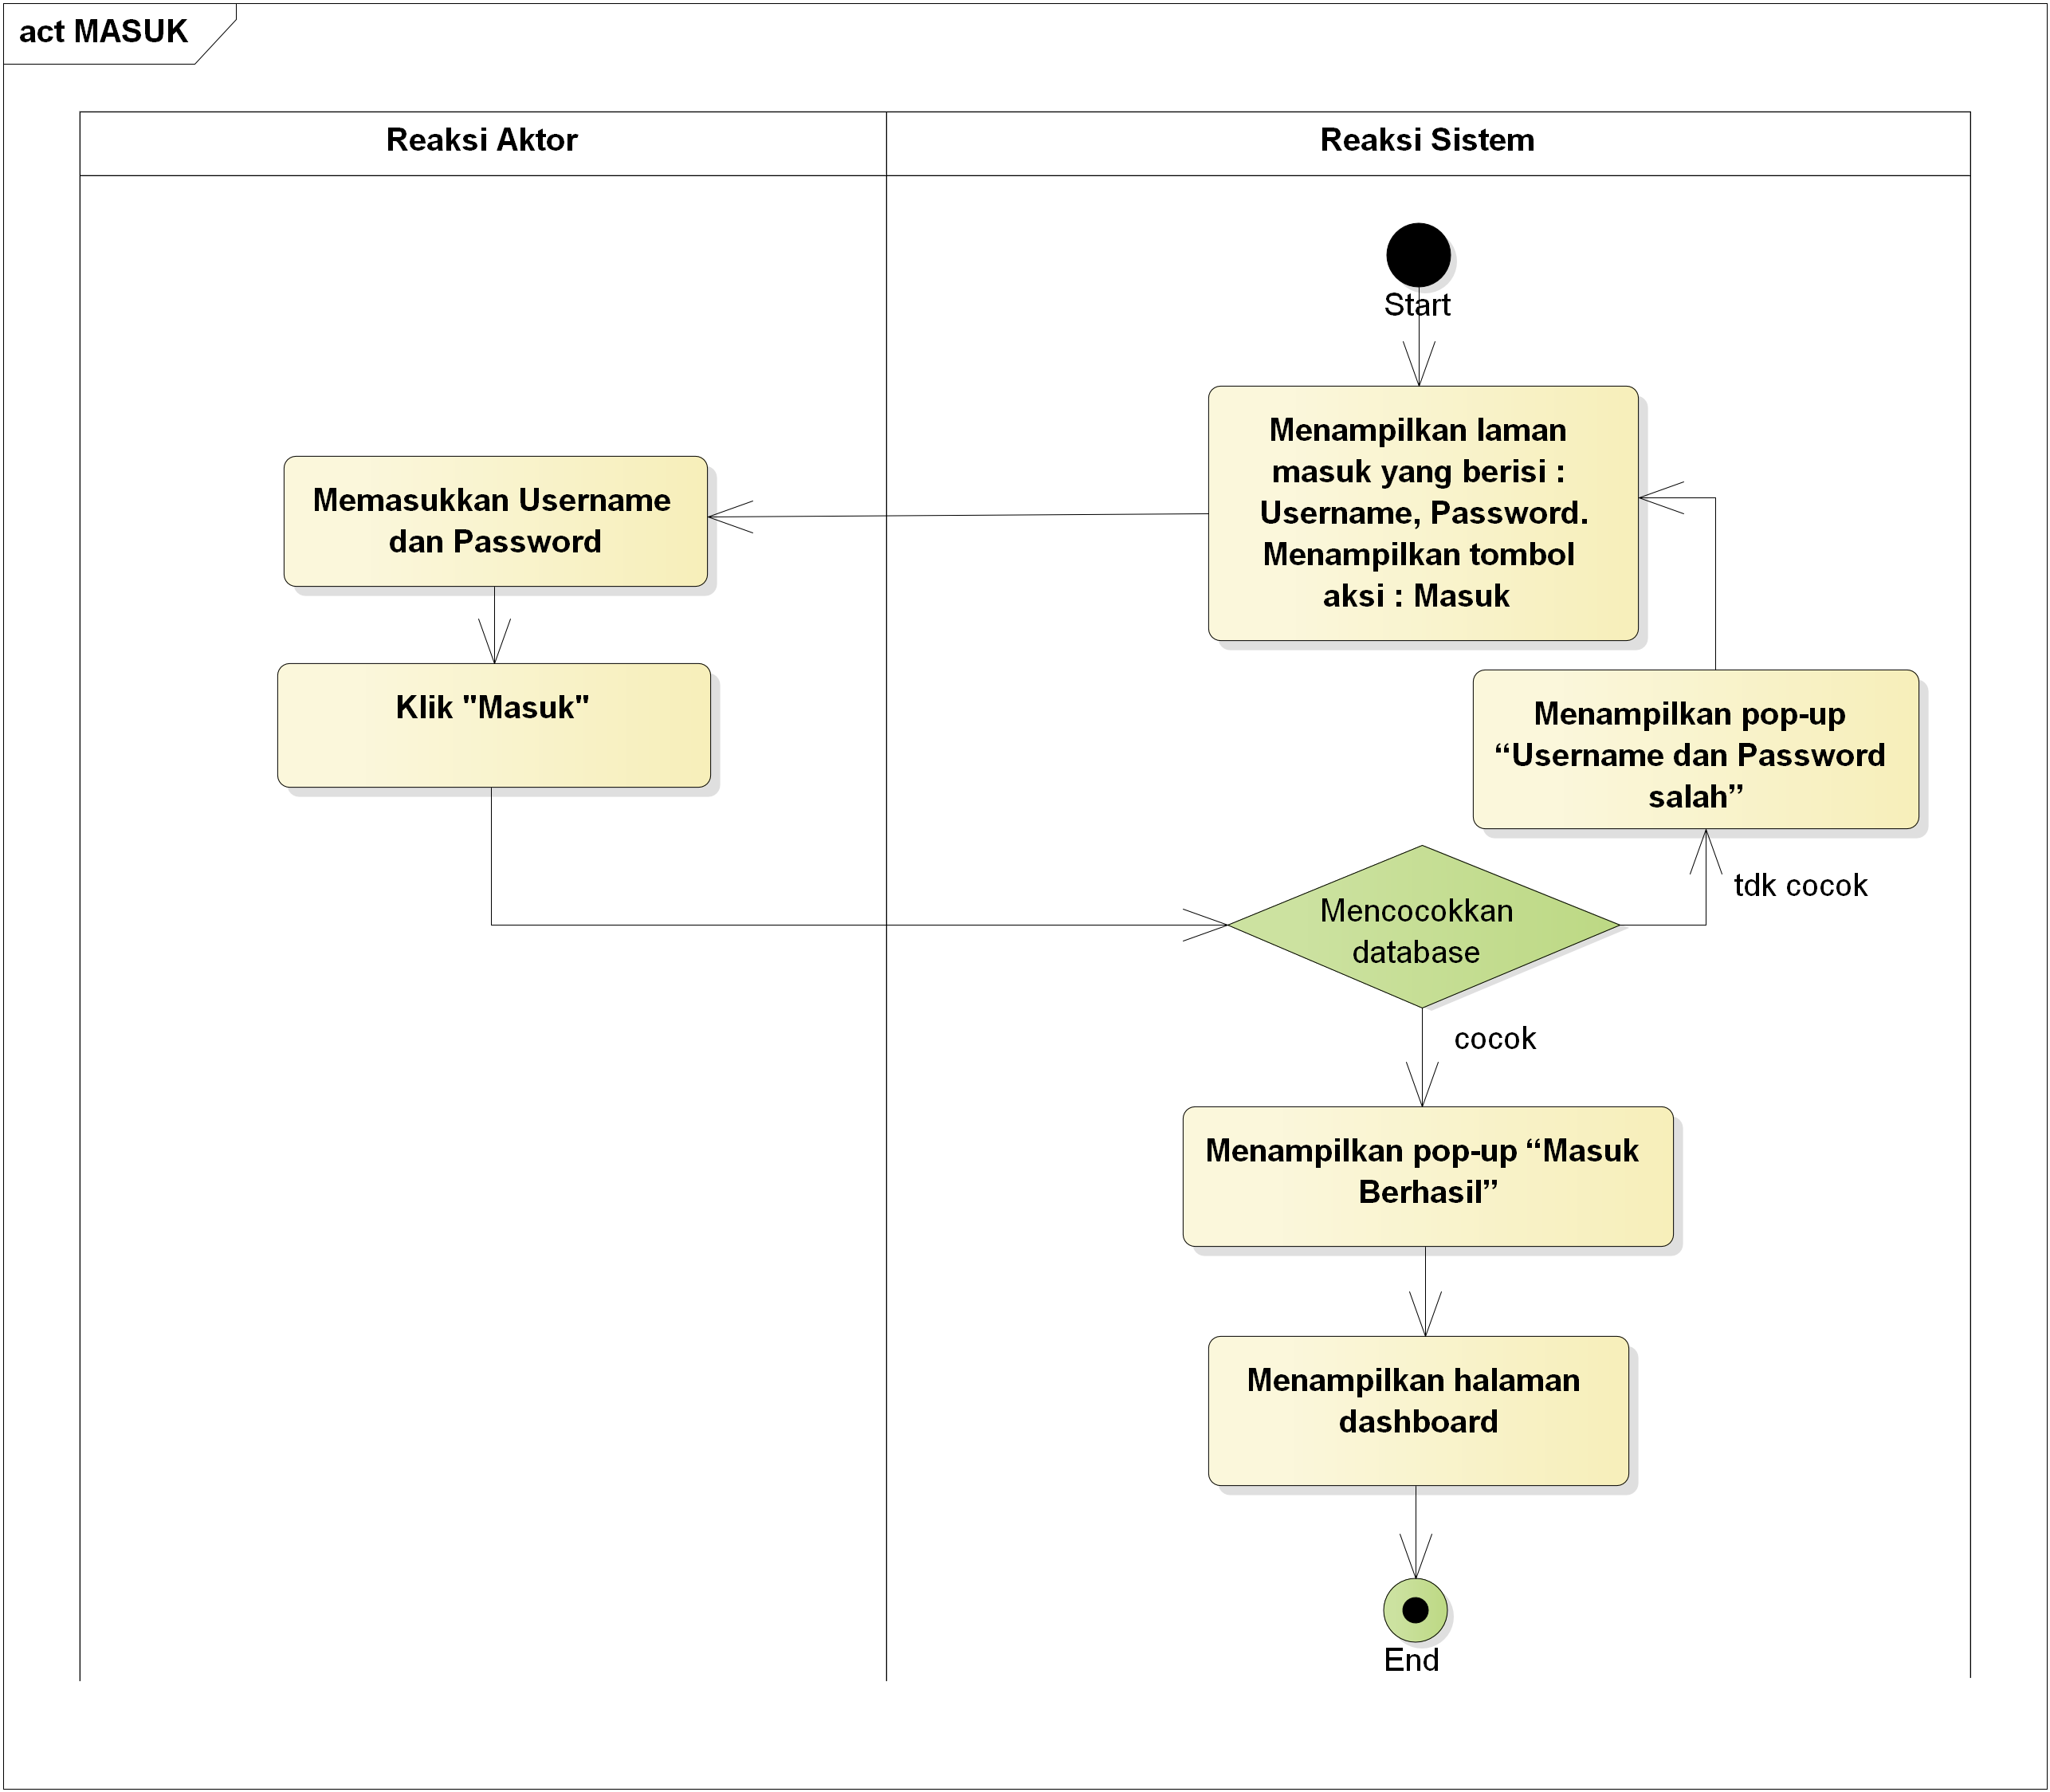 act MASUK
Reaksi Aktor
Reaksi Sistem
Start
Menampilkan laman
masuk yang berisi :
Username, Password.
Menampilkan tombol
aksi : Masuk
Memasukkan Username
dan Password
Klik "Masuk"
Menampilkan pop-up
“Username dan Password
salah”
tdk cocok
Mencocokkan
database
cocok
Menampilkan pop-up “Masuk
Berhasil”
Menampilkan halaman
dashboard
End